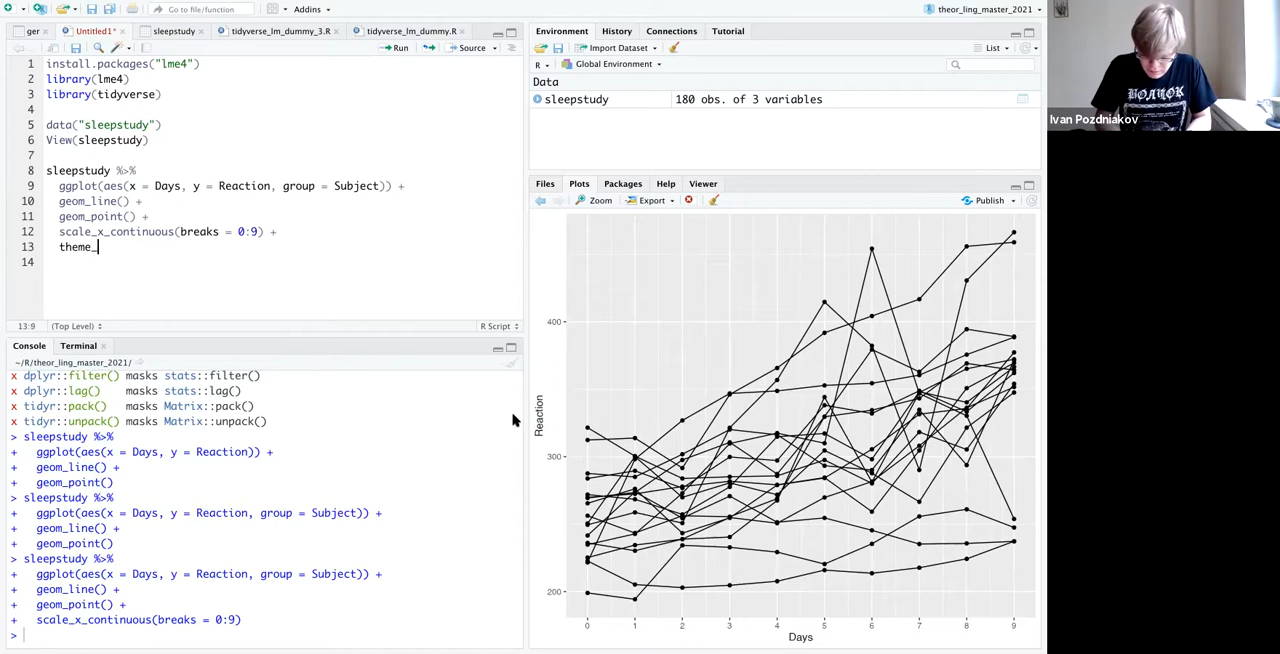 Go to file/function
Addins
theor_ling_master_2021
ger
Untitled1*
sleepstudy
tidyverse_lm_dummy_3.R
tidyverse_lm_dummy.R
Run
Source
1 install.packages("lme4")
2 library(lme4)
3 library(tidyverse)
4
5 data("sleepstudy")
6 View(sleepstudy)
7
8 sleepstudy %>%
9 ggplot(aes(x = Days, y = Reaction, group = Subject)) +
10 geom_line() +
11 geom_point() +
12 scale_x_continuous(breaks = 0:9) +
13 theme_
14
13:9 (Top Level) R Script
Console Terminal
~/R/theor_ling_master_2021/
x dplyr::filter() masks stats::filter()
x dplyr::lag() masks stats::lag()
x tidyr::pack() masks Matrix::pack()
x tidyr::unpack() masks Matrix::unpack()
> sleepstudy %>%
+ ggplot(aes(x = Days, y = Reaction)) +
+ geom_line() +
+ geom_point()
> sleepstudy %>%
+ ggplot(aes(x = Days, y = Reaction, group = Subject)) +
+ geom_line() +
+ geom_point()
> sleepstudy %>%
+ ggplot(aes(x = Days, y = Reaction, group = Subject)) +
+ geom_line() +
+ geom_point() +
+ scale_x_continuous(breaks = 0:9)
>
Environment History Connections Tutorial
Import Dataset
List
R Global Environment
Data
sleepstudy 180 obs. of 3 variables
Files Plots Packages Help Viewer
Zoom Export Publish
400
300
200
Reaction
0 1 2 3 4 5 6 7 8 9
Days
ВОЛЧОК
Ivan Pozdniakov